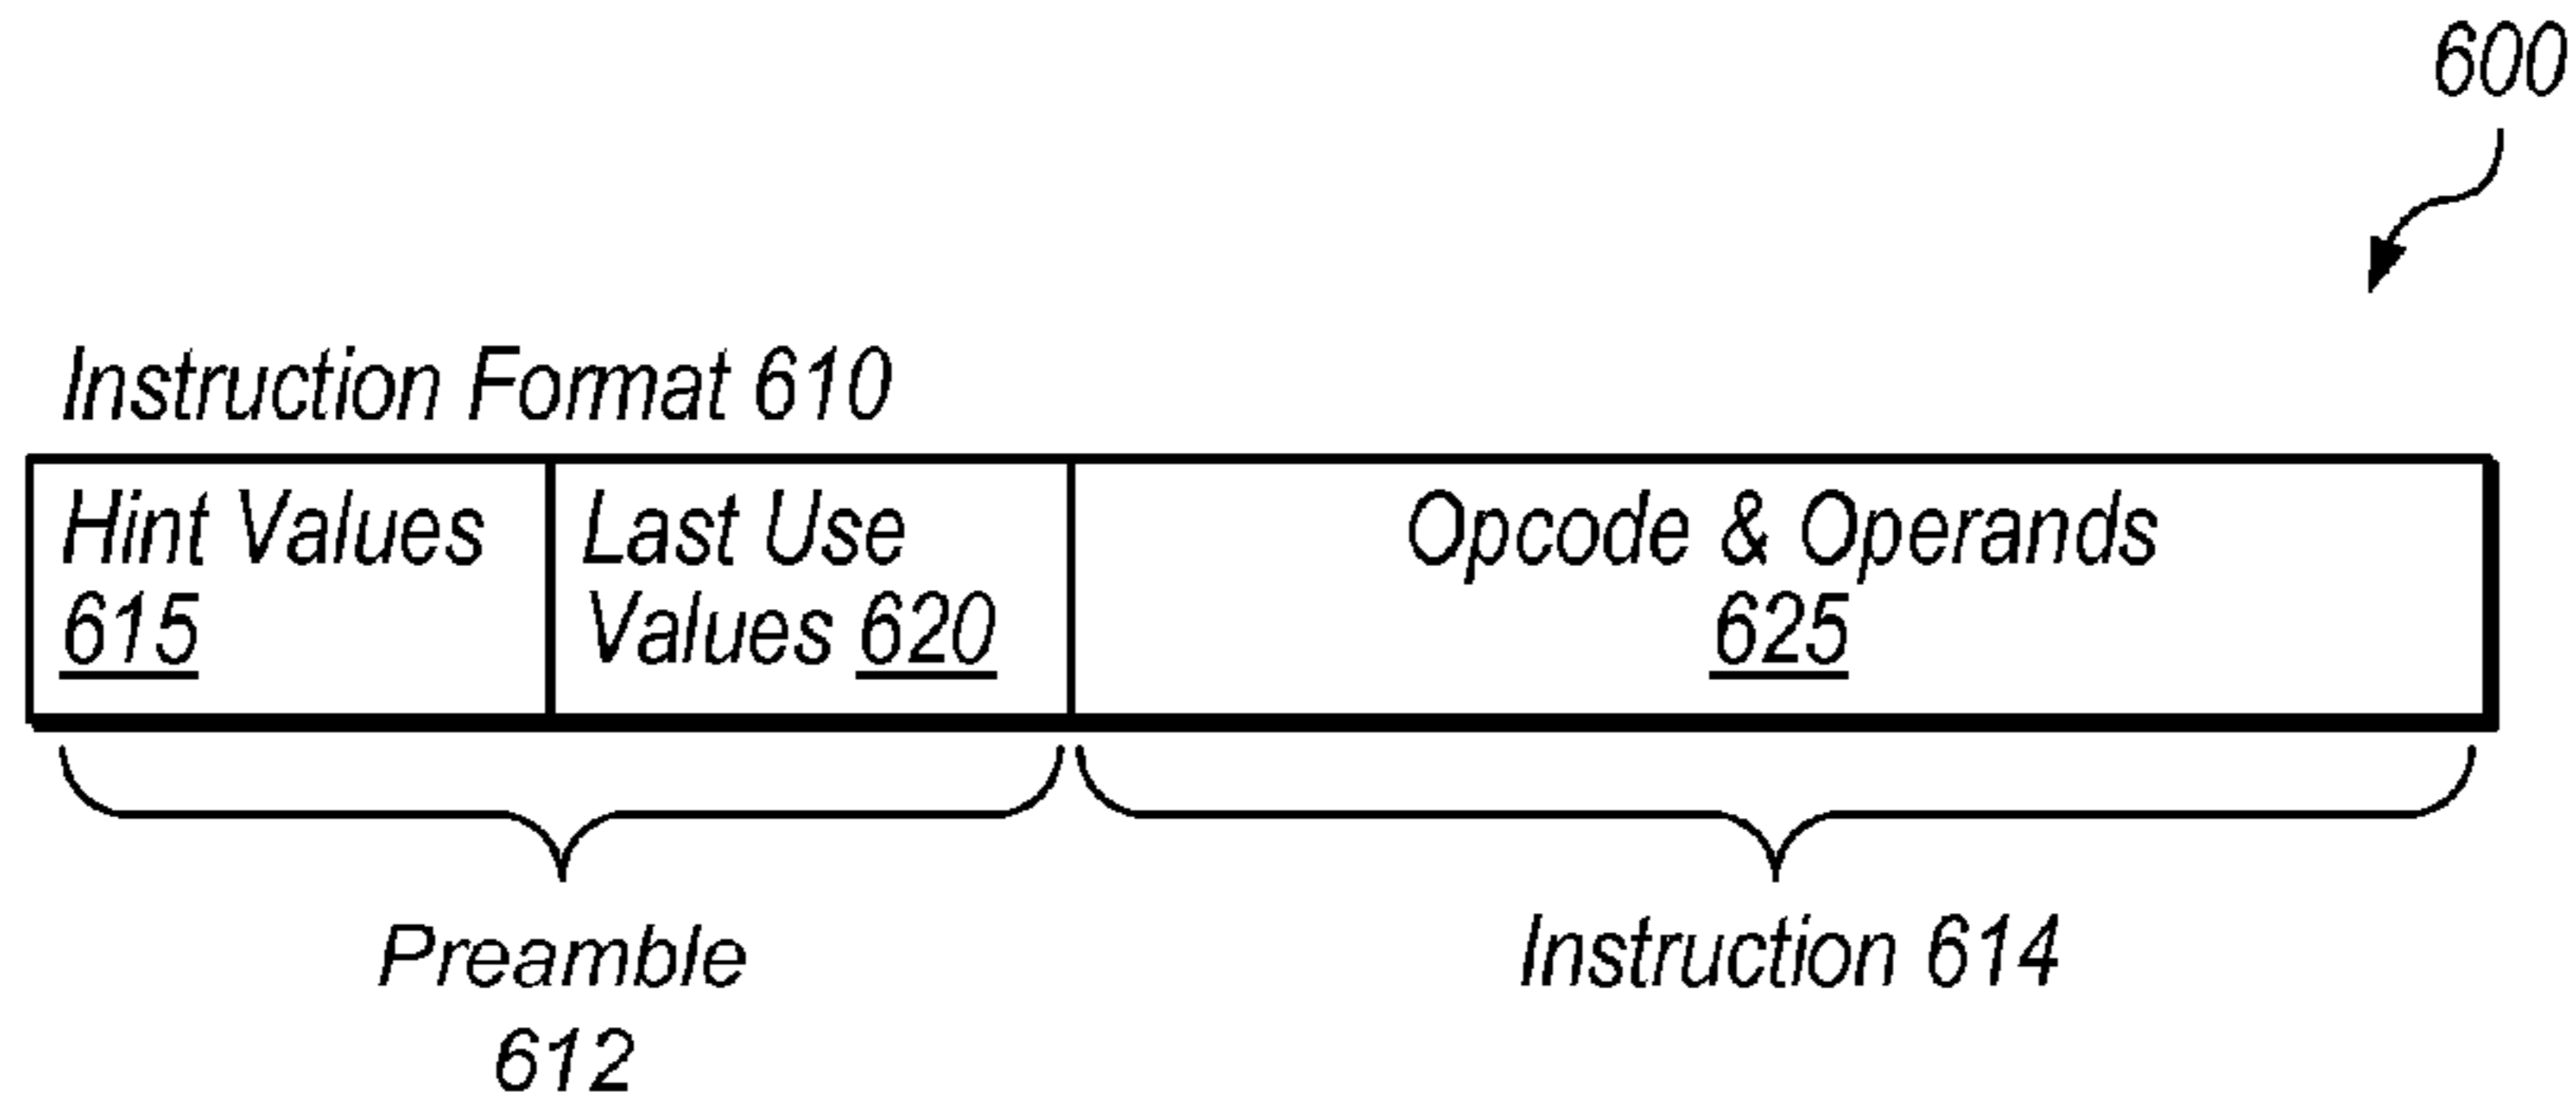 600
Instruction Format 610
Hint Values
615
Last Use
Values 620
Opcode & Operands
625
Preamble
612
Instruction 614